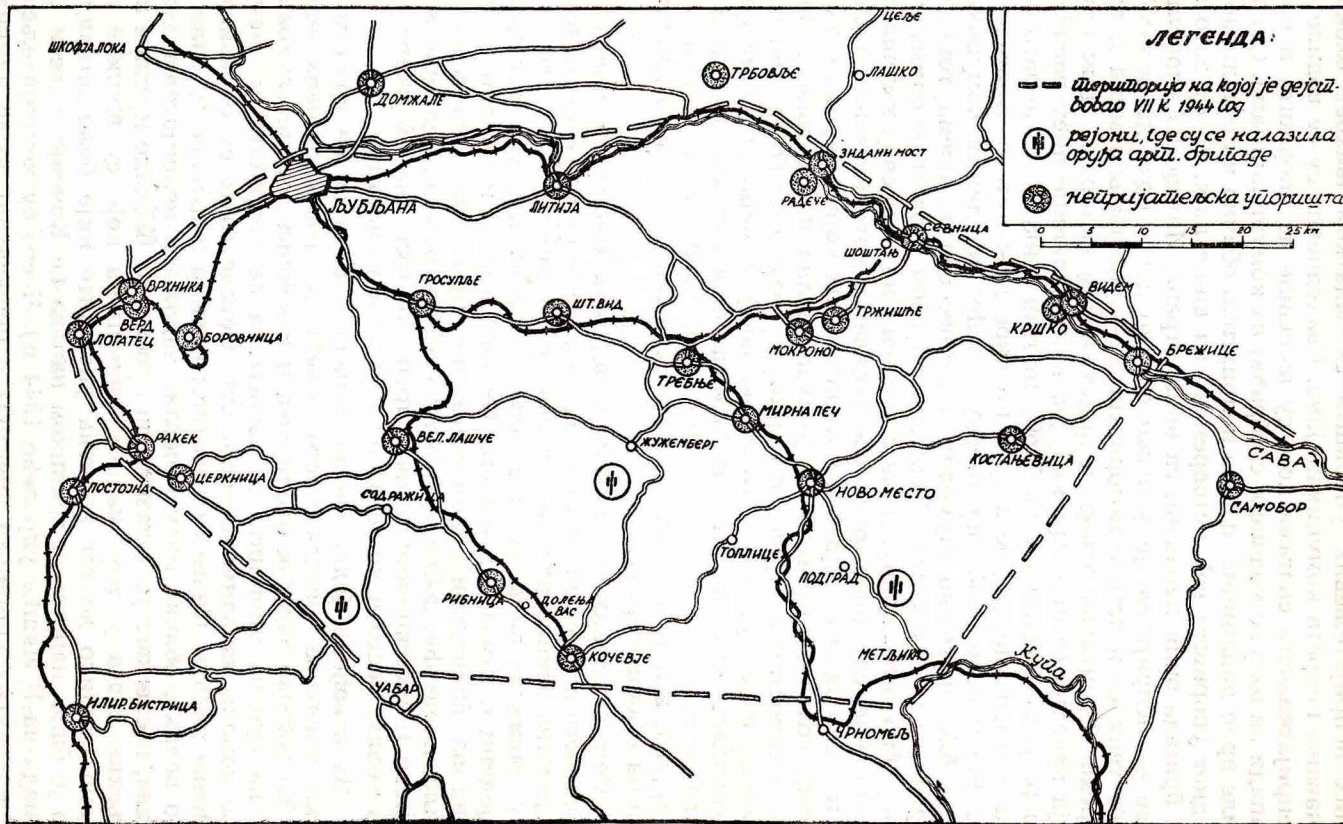 ШКОФЈА ЛОКА
ЦЕЉЕ
ТРБОВЉЕ
ЛАШКО
ДОМЖАЛЕ
ЛЕГЕНДА:
територија на којој је дејст-
вовао VII К. 1944 год
рејони, где су се налазила
оруђа арт. бригаде
непријатељска упоришта
0 5 10 15 20 25 км
ЗИДАНИ МОСТ
РАДЕЧЕ
ЛИТИЈА
ЉУБЉАНА
СЕВНИЦА
ШОШТАЊ
ВРХНИКА
ВЕРД
ЛОГАТЕЦ
БОРОВНИЦА
ГРОСУПЉЕ
ШТ. ВИД
ТРЖИШЋЕ
МОКРОНОГ
ВИДЕМ
КРШКО
БРЕЖИЦЕ
ТРЕБЊЕ
МИРНА ПЕЧ
РАКЕК
ВЕЛ. ЛАШЧЕ
ЖУЖЕМБЕРГ
КОСТАЊЕВИЦА
САВА
ЦЕРКНИЦА
ПОСТОЈНА
СОДРАЖИЦА
НОВО МЕСТО
САМОБОР
ТОПЛИЦЕ
ПОДГРАД
РИБНИЦА
ДОЛЕЊА
ВАС
КОЧЕВЈЕ
МЕТЉИКА
Купа
ЧАБАР
ИЛИР. БИСТРИЦА
ЧРНОМЕЉ